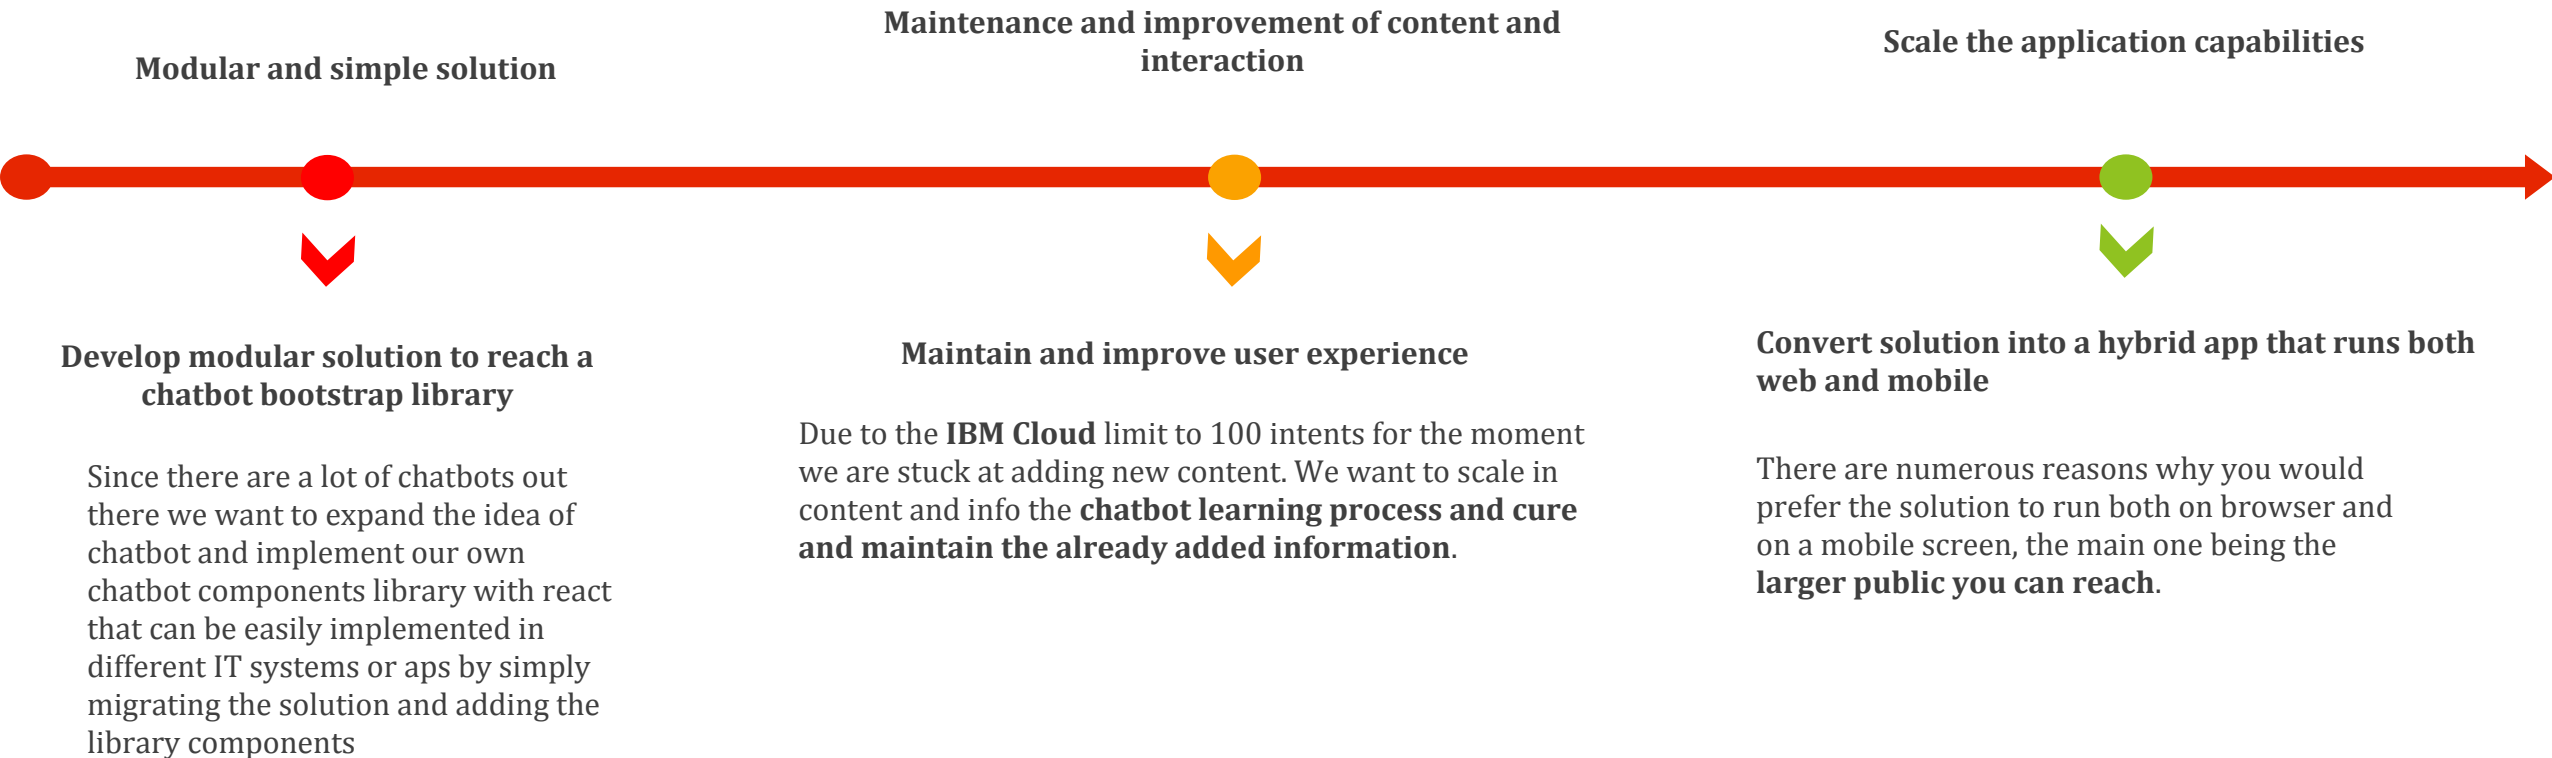 Modular and simple solution
Maintenance and improvement of content and
interaction
Scale the application capabilities
Develop modular solution to reach a
chatbot bootstrap library
Since there are a lot of chatbots out
there we want to expand the idea of
chatbot and implement our own
chatbot components library with react
that can be easily implemented in
different IT systems or aps by simply
migrating the solution and adding the
library components
Maintain and improve user experience
Due to the IBM Cloud limit to 100 intents for the moment
we are stuck at adding new content. We want to scale in
content and info the chatbot learning process and cure
and maintain the already added information.
Convert solution into a hybrid app that runs both
web and mobile
There are numerous reasons why you would
prefer the solution to run both on browser and
on a mobile screen, the main one being the
larger public you can reach.